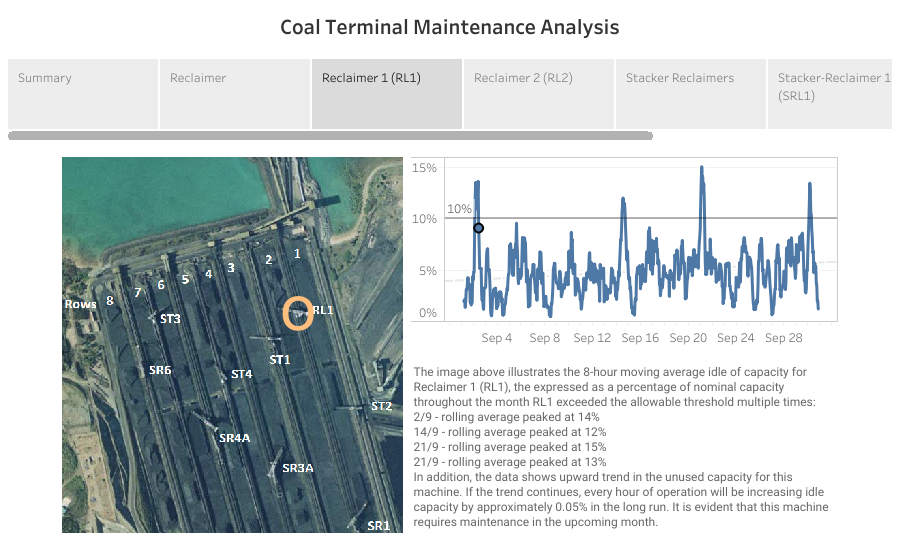 Coal Terminal Maintenance Analysis
Summary
Reclaimer
Reclaimer 1 (RL1)
Reclaimer 2 (RL2)
Stacker Reclaimers
Stacker-Reclaimer 1
(SRL1)
Rows
8
7
6
5
4
3
2
1
RL1
ST3
ST1
SR6
ST4
ST2
SR4A
SR3A
SR1
15%
10%
10%
5%
0%
Sep 4
Sep 8
Sep 12
Sep 16
Sep 20
Sep 24
Sep 28
The image above illustrates the 8-hour moving average idle of capacity for
Reclaimer 1 (RL1), the expressed as a percentage of nominal capacity
throughout the month RL1 exceeded the allowable threshold multiple times:
2/9 - rolling average peaked at 14%
14/9 - rolling average peaked at 12%
21/9 - rolling average peaked at 15%
21/9 - rolling average peaked at 13%
In addition, the data shows upward trend in the unused capacity for this
machine. If the trend continues, every hour of operation will be increasing idle
capacity by approximately 0.05% in the long run. It is evident that this machine
requires maintenance in the upcoming month.